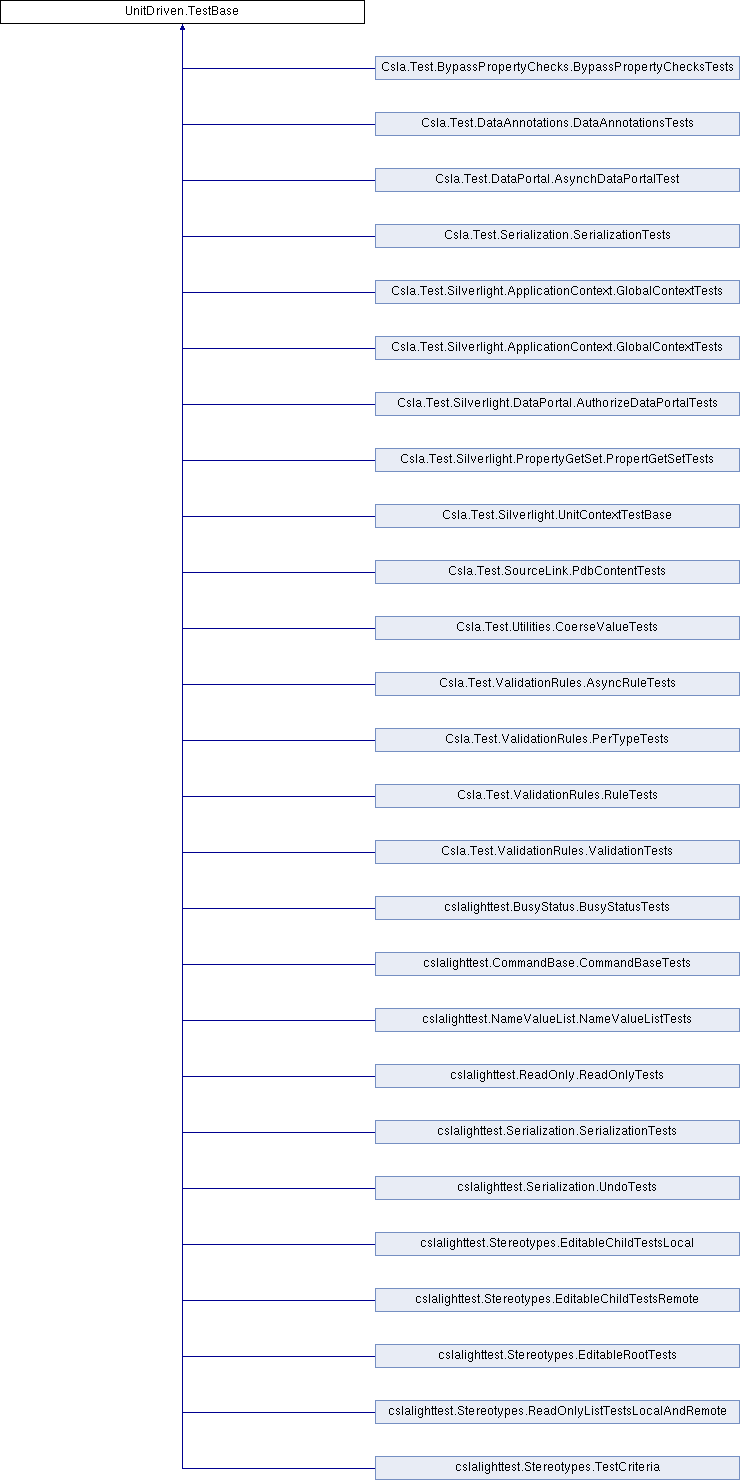 UnitDriven.TestBase
Csla.Test.BypassPropertyChecks.BypassPropertyChecksTests
Csla.Test.DataAnnotations.DataAnnotationsTests
Csla.Test.DataPortal.AsynchDataPortalTest
Csla.Test.Serialization.SerializationTests
Csla.Test.Silverlight.ApplicationContext.GlobalContextTests
Csla.Test.Silverlight.ApplicationContext.GlobalContextTests
Csla.Test.Silverlight.DataPortal.AuthorizeDataPortalTests
Csla.Test.Silverlight.PropertyGetSet.PropertGetSetTests
Csla.Test.Silverlight.UnitContextTestBase
Csla.Test.SourceLink.PdbContentTests
Csla.Test.Utilities.CoerseValueTests
Csla.Test.ValidationRules.AsyncRuleTests
Csla.Test.ValidationRules.PerTypeTests
Csla.Test.ValidationRules.RuleTests
Csla.Test.ValidationRules.ValidationTests
cslalighttest.BusyStatus.BusyStatusTests
cslalighttest.CommandBase.CommandBaseTests
cslalighttest.NameValueList.NameValueListTests
cslalighttest.ReadOnly.ReadOnlyTests
cslalighttest.Serialization.SerializationTests
cslalighttest.Serialization.UndoTests
cslalighttest.Stereotypes.EditableChildTestsLocal
cslalighttest.Stereotypes.EditableChildTestsRemote
cslalighttest.Stereotypes.EditableRootTests
cslalighttest.Stereotypes.ReadOnlyListTestsLocalAndRemote
cslalighttest.Stereotypes.TestCriteria